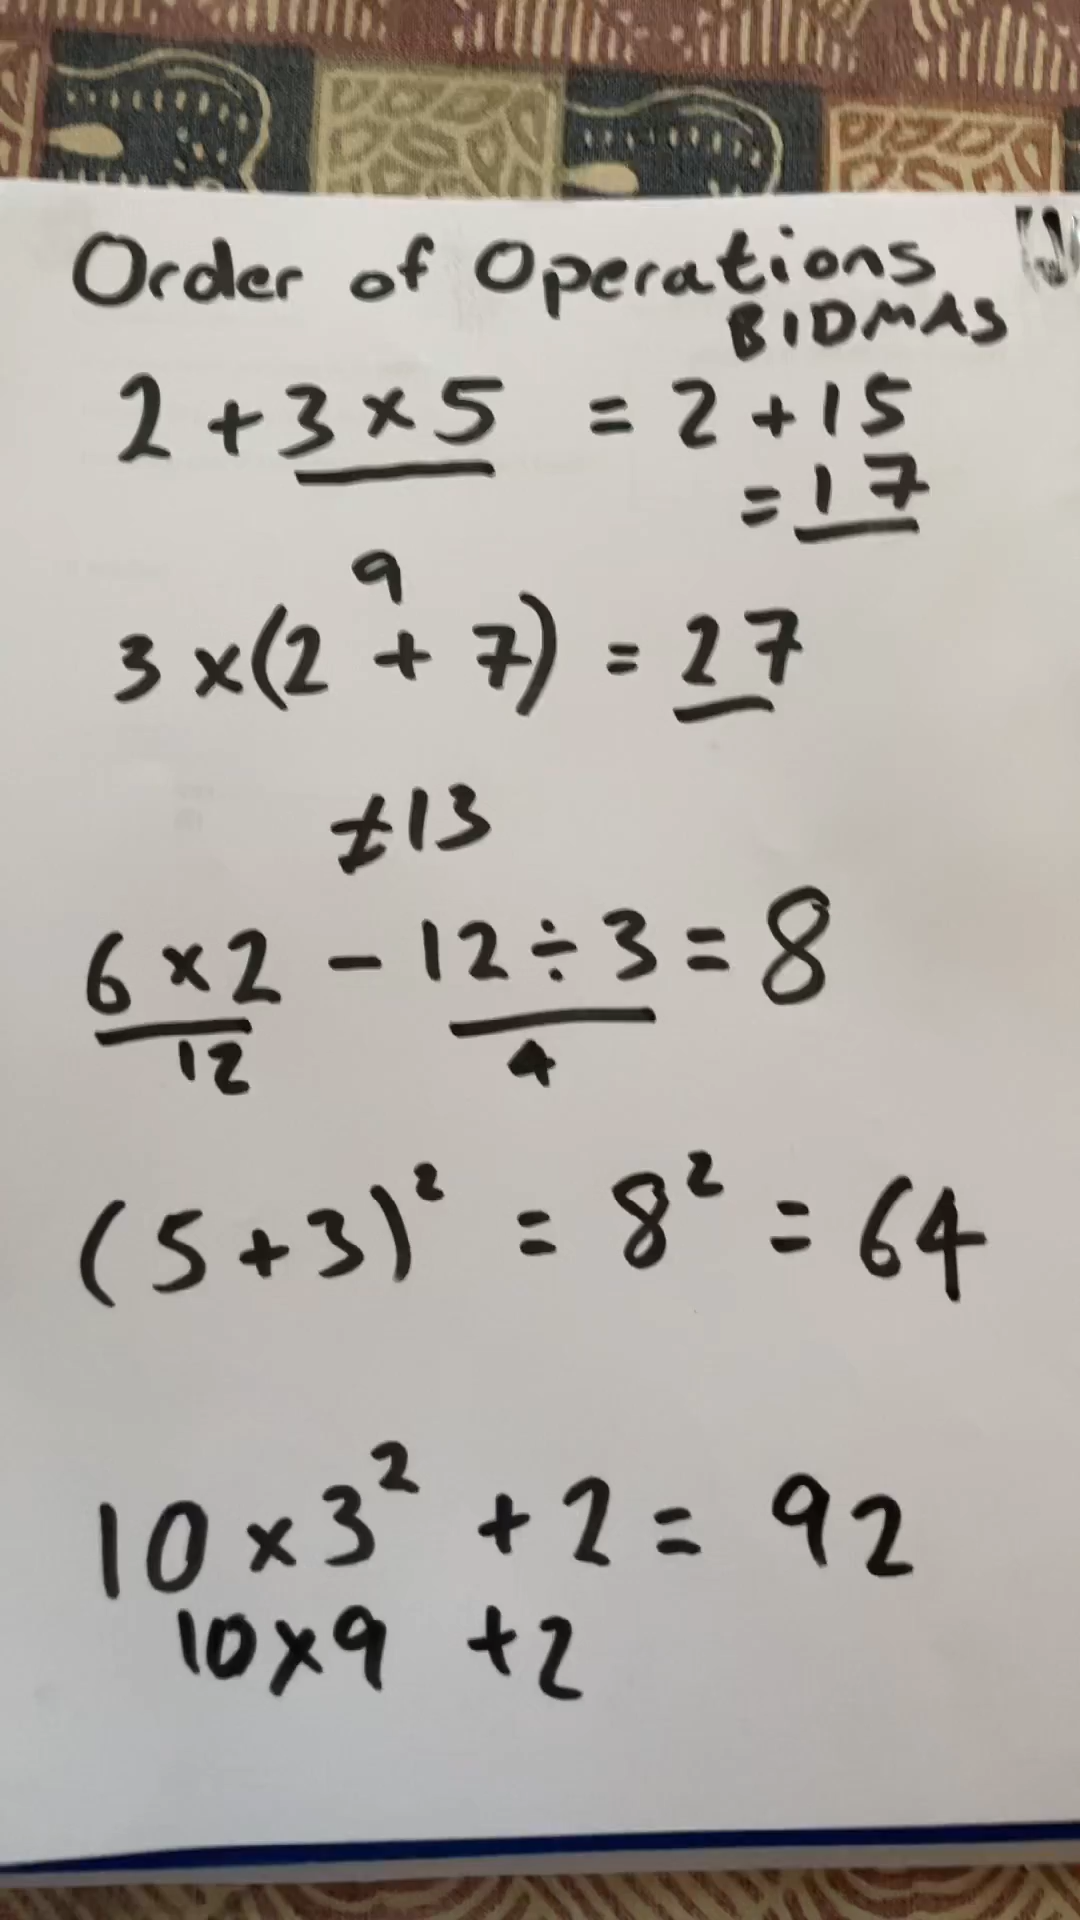 Order of Operations
BIDMAS
2 + 3 × 5 = 2 + 15
= 17
9
3 × (2 + 7) = 27
≠ 13
6 × 2 - 12 ÷ 3 = 8
12 4
(5 + 3)² = 8² = 64
10 × 3² + 2 = 92
10 × 9 + 2